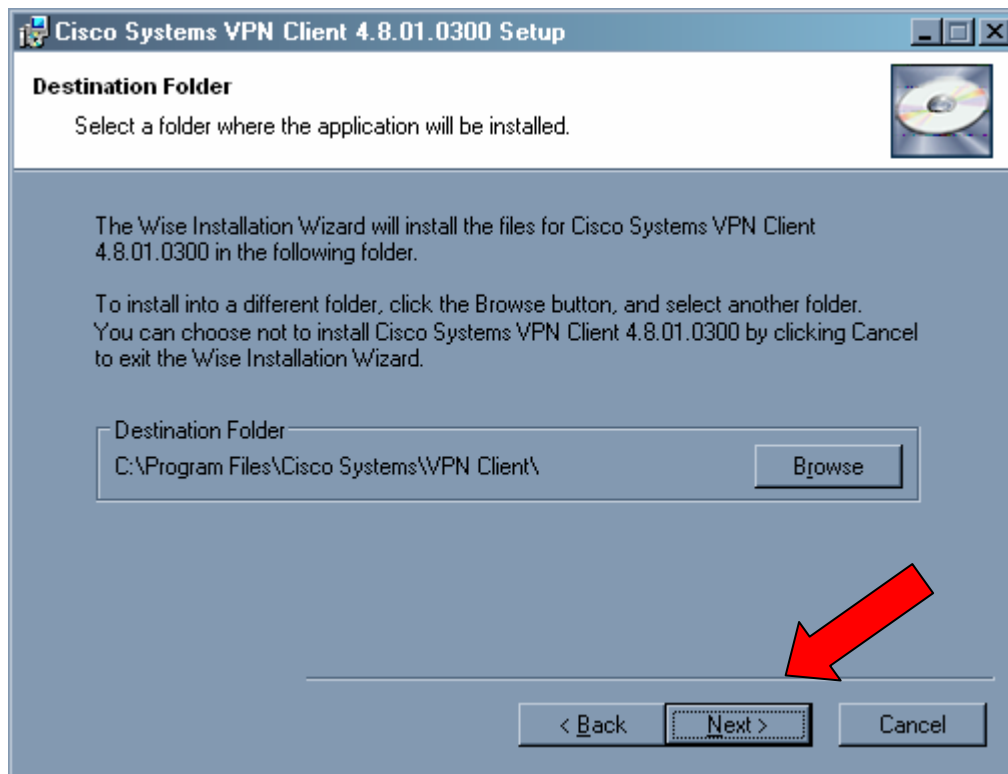 Cisco Systems VPN Client 4.8.01.0300 Setup
Destination Folder
Select a folder where the application will be installed.
The Wise Installation Wizard will install the files for Cisco Systems VPN Client
4.8.01.0300 in the following folder.
To install into a different folder, click the Browse button, and select another folder.
You can choose not to install Cisco Systems VPN Client 4.8.01.0300 by clicking Cancel
to exit the Wise Installation Wizard.
Destination Folder
C:\Program Files\Cisco Systems\VPN Client\
Browse
< Back
Next >
Cancel